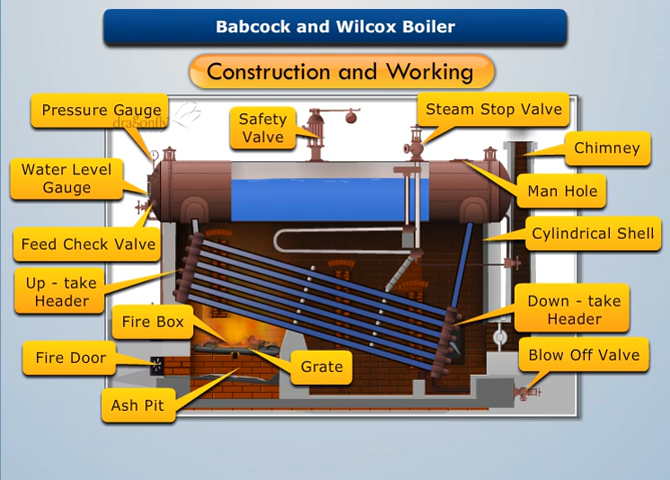 Babcock and Wilcox Boiler
Construction and Working
Pressure Gauge
dragonfly
Safety
Valve
Steam Stop Valve
Chimney
Water Level
Gauge
Man Hole
Feed Check Valve
Cylindrical Shell
Up - take
Header
Down - take
Header
Fire Box
Fire Door
Grate
Blow Off Valve
Ash Pit